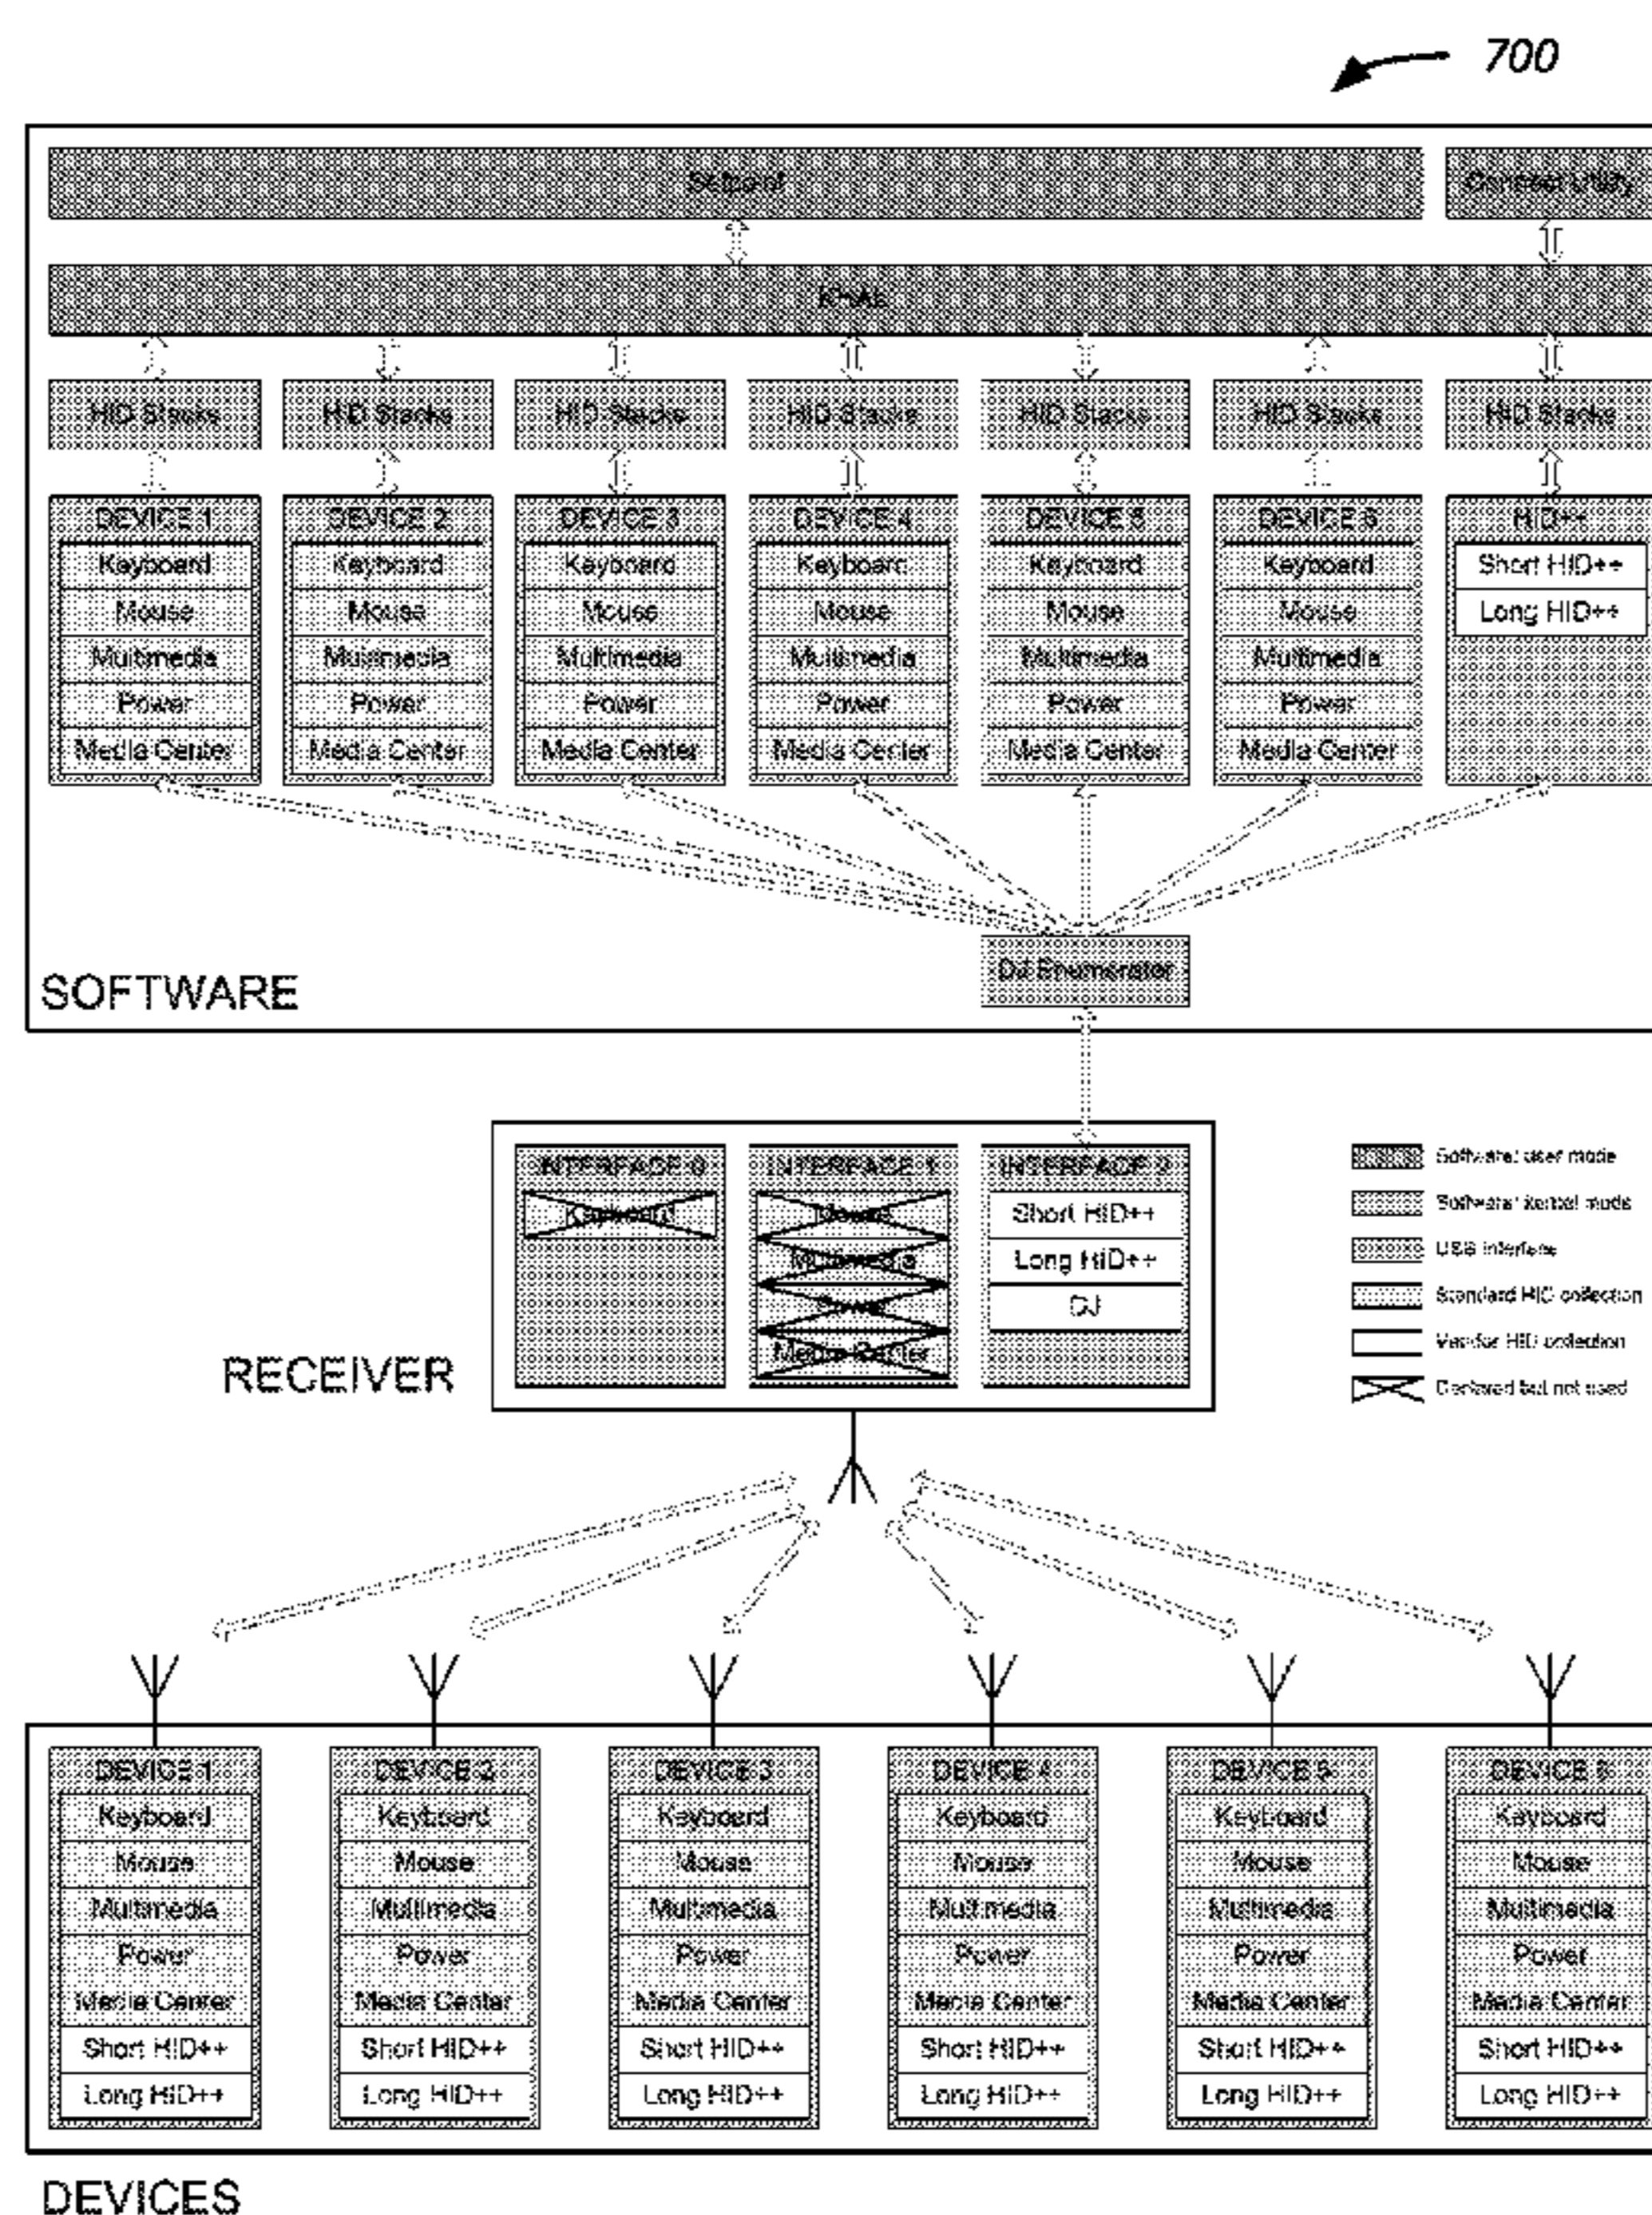 700
Setpoint Connect Utility
KHAL
HID Stacks HID Stacks HID Stacks HID Stacks HID Stacks HID Stacks HID Stacks
DEVICE 1 DEVICE 2 DEVICE 3 DEVICE 4 DEVICE 5 DEVICE 6 HID++
Keyboard Keyboard Keyboard Keyboard Keyboard Keyboard Short HID++
Mouse Mouse Mouse Mouse Mouse Mouse Long HID++
Multimedia Multimedia Multimedia Multimedia Multimedia Multimedia
Power Power Power Power Power Power
Media Center Media Center Media Center Media Center Media Center Media Center
DJ Enumerator
SOFTWARE
INTERFACE 0 INTERFACE 1 INTERFACE 2
Keyboard Mouse Short HID++
Multimedia Long HID++
Power DJ
Media Center
RECEIVER
Software: user mode
Software: kernel mode
USB interface
Standard HID collection
Vendor HID collection
Declared but not used
DEVICE 1 DEVICE 2 DEVICE 3 DEVICE 4 DEVICE 5 DEVICE 6
Keyboard Keyboard Keyboard Keyboard Keyboard Keyboard
Mouse Mouse Mouse Mouse Mouse Mouse
Multimedia Multimedia Multimedia Multimedia Multimedia Multimedia
Power Power Power Power Power Power
Media Center Media Center Media Center Media Center Media Center Media Center
Short HID++ Short HID++ Short HID++ Short HID++ Short HID++ Short HID++
Long HID++ Long HID++ Long HID++ Long HID++ Long HID++ Long HID++
DEVICES